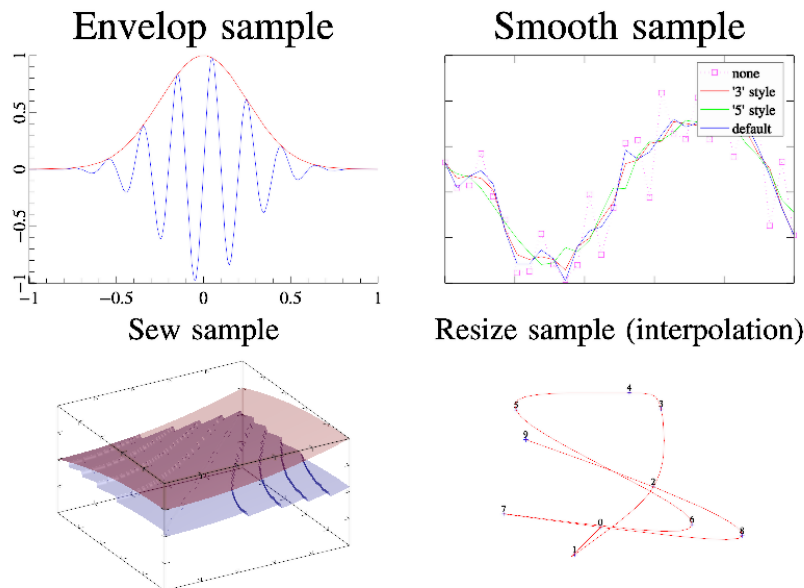 Envelop sample
Smooth sample
none
'3' style
'5' style
default
1
0.5
0
−0.5
−1
−1
−0.5
0
0.5
1
Sew sample
Resize sample (interpolation)
4
5
3
9
2
7
0
6
8
1